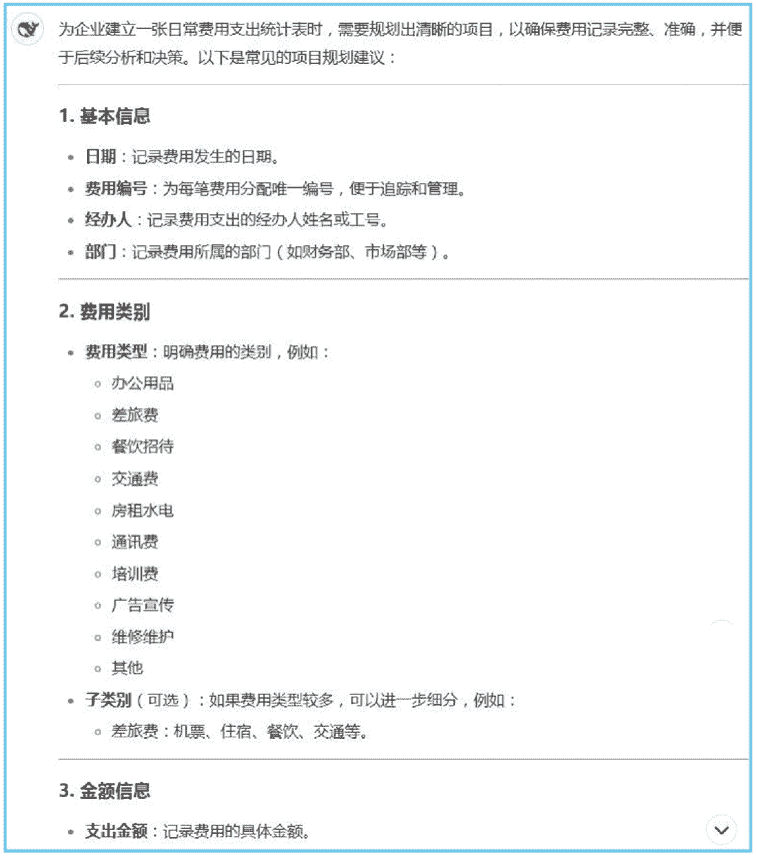 为企业建立一张日常费用支出统计表时，需要规划出清晰的项目，以确保费用记录完整、准确，并便
于后续分析和决策。以下是常见的项目规划建议：
1. 基本信息
• 日期：记录费用发生的日期。
• 费用编号：为每笔费用分配唯一编号，便于追踪和管理。
• 经办人：记录费用支出的经办人姓名或工号。
• 部门：记录费用所属的部门（如财务部、市场部等）。
2. 费用类别
• 费用类型：明确费用的类别，例如：
◦ 办公用品
◦ 差旅费
◦ 餐饮招待
◦ 交通费
◦ 房租水电
◦ 通讯费
◦ 培训费
◦ 广告宣传
◦ 维修维护
◦ 其他
• 子类别（可选）：如果费用类型较多，可以进一步细分，例如：
◦ 差旅费：机票、住宿、餐饮、交通等。
3. 金额信息
• 支出金额：记录费用的具体金额。